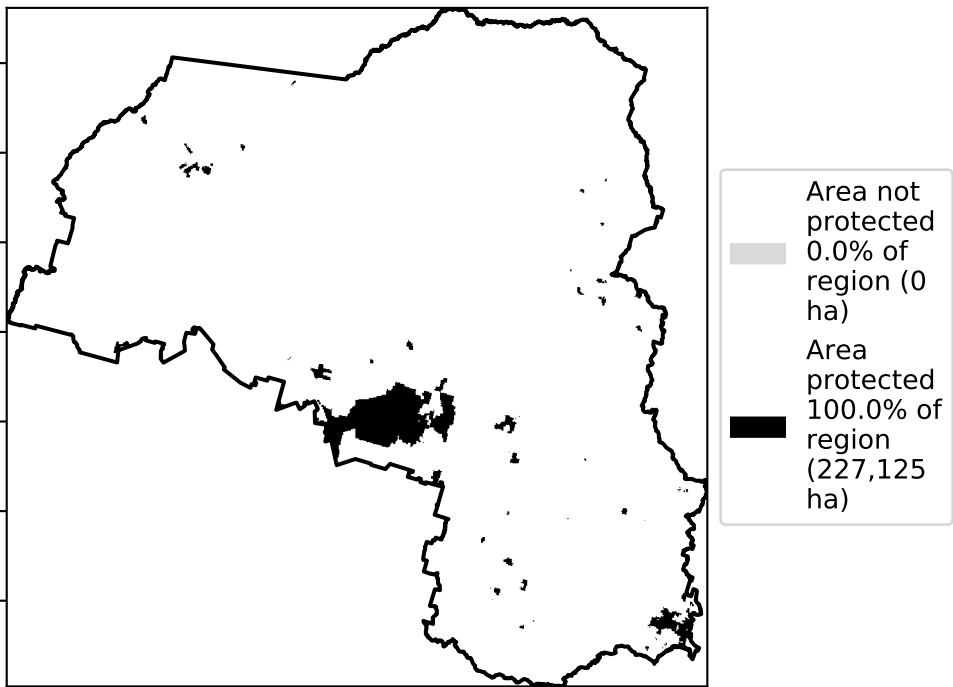 Area not
protected
0.0% of
region (0
ha)
Area
protected
100.0% of
region
(227,125
ha)